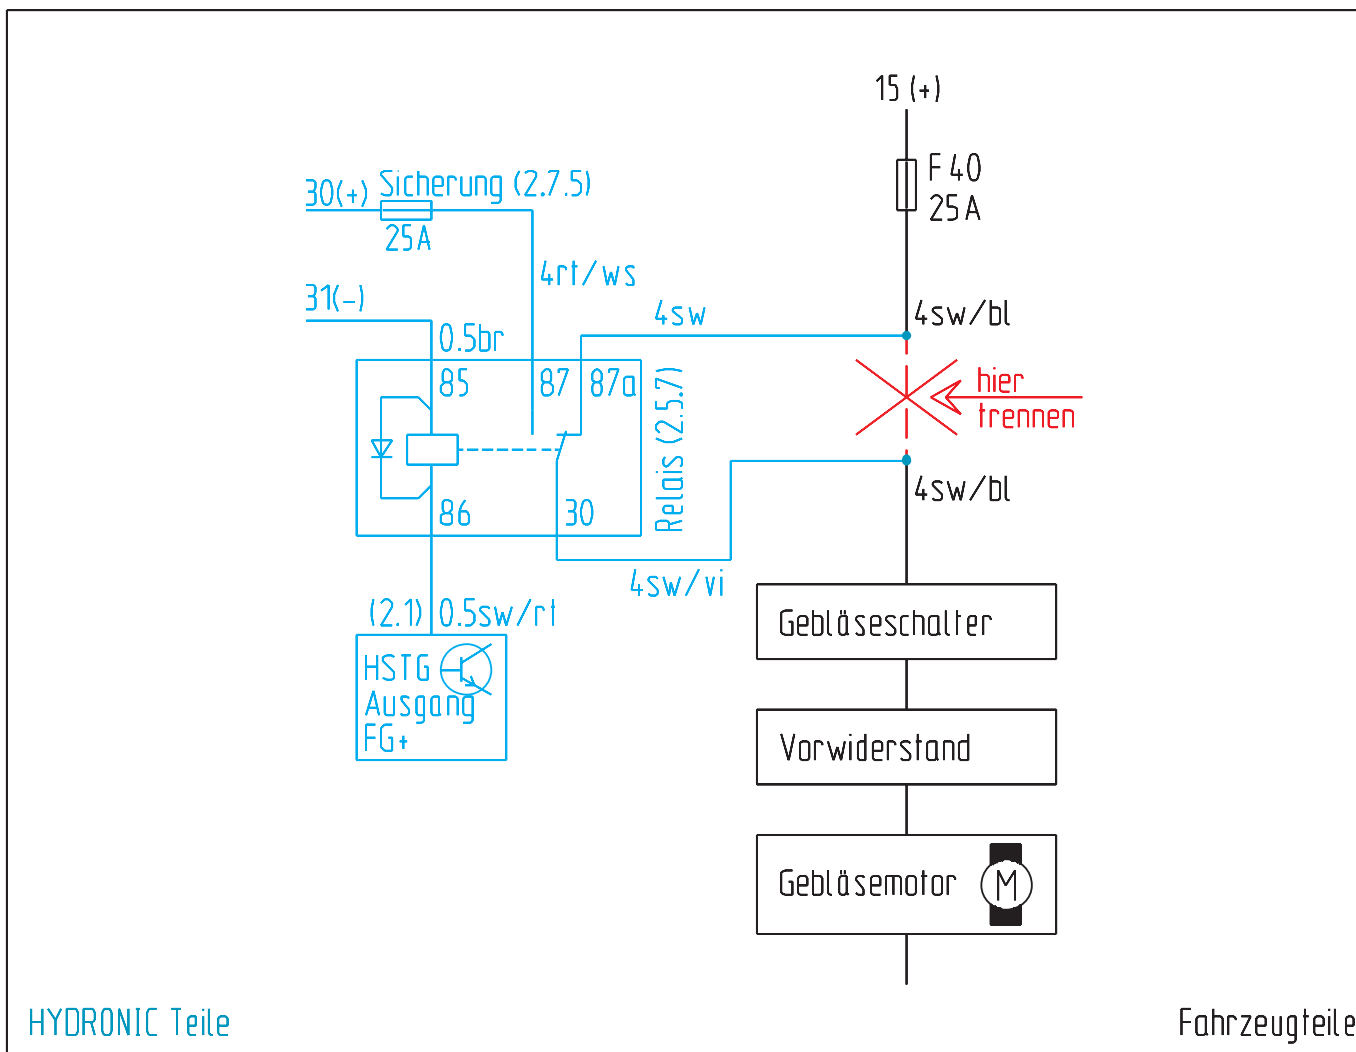 15 (+)
F 40
25 A
30(+)
Sicherung (2.7.5)
25A
4rt/ws
31(-)
4sw
4sw/bl
0.5br
85
87
87a
Relais (2.5.7)
hier
trennen
86
30
4sw/bl
4sw/vi
(2.1)
0.5sw/rt
Gebläseschalter
HSTG
Ausgang
FG+
Vorwiderstand
Gebläsemotor
M
HYDRONIC Teile
Fahrzeugteile